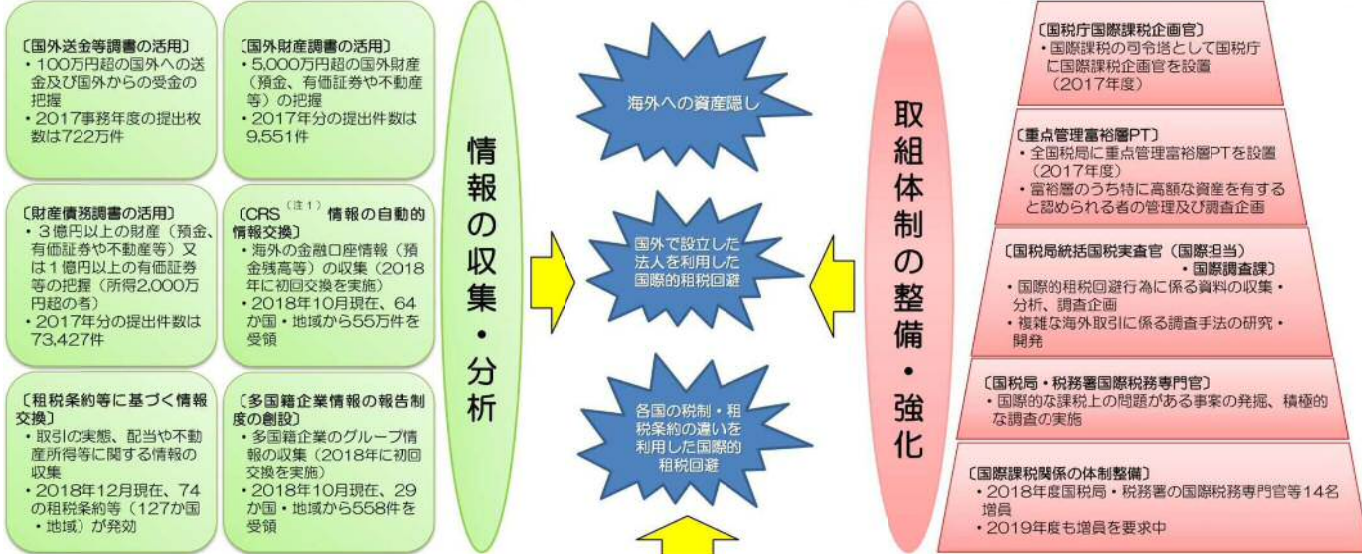 〔国外送金等調書の活用〕
・100万円超の国外への送
金及び国外からの受金の
把握
・2017事務年度の提出枚
数は722万件
〔国外財産調書の活用〕
・5,000万円超の国外財産
（預金、有価証券や不動産
等）の把握
・2017年分の提出件数は
9,551件
〔財産債務調書の活用〕
・３億円以上の財産（預金、
有価証券や不動産等）又
は１億円以上の有価証券
等の把握（所得2,000万
円超の者）
・2017年分の提出件数は
73,427件
〔CRS（注１）情報の自動的
情報交換〕
・海外の金融口座情報（預
金残高等）の収集（2018
年に初回交換を実施）
・2018年10月現在、64
か国・地域から55万件を
受領
〔租税条約等に基づく情報
交換〕
・取引の実態、配当や不動
産所得等に関する情報の
収集
・2018年12月現在、74
の租税条約等（127か国
・地域）が発効
〔多国籍企業情報の報告制
度の創設〕
・多国籍企業のグループ情
報の収集（2018年に初回
交換を実施）
・2018年10月現在、29
か国・地域から558件を
受領
情報の収集・分析
海外への資産隠し
国外で設立した
法人を利用した
国際的租税回避
各国の税制・租
税条約の違いを
利用した国際的
租税回避
取組体制の整備・強化
〔国税庁国際課税企画官〕
・国際課税の司令塔として国税庁
に国際課税企画官を設置
（2017年度）
〔重点管理富裕層PT〕
・全国税局に重点管理富裕層PTを設置
（2017年度）
・富裕層のうち特に高額な資産を有する
と認められる者の管理及び調査企画
〔国税局統括国税実査官（国際担当）
・国際調査課〕
・国際的租税回避行為に係る資料の収集・
分析、調査企画
・複雑な海外取引に係る調査手法の研究・
開発
〔国税局・税務署国際税務専門官〕
・国際的な課税上の問題がある事案の発掘、積極的
な調査の実施
〔国際課税関係の体制整備〕
・2018年度国税局・税務署の国際税務専門官等14名
増員
・2019年度も増員を要求中